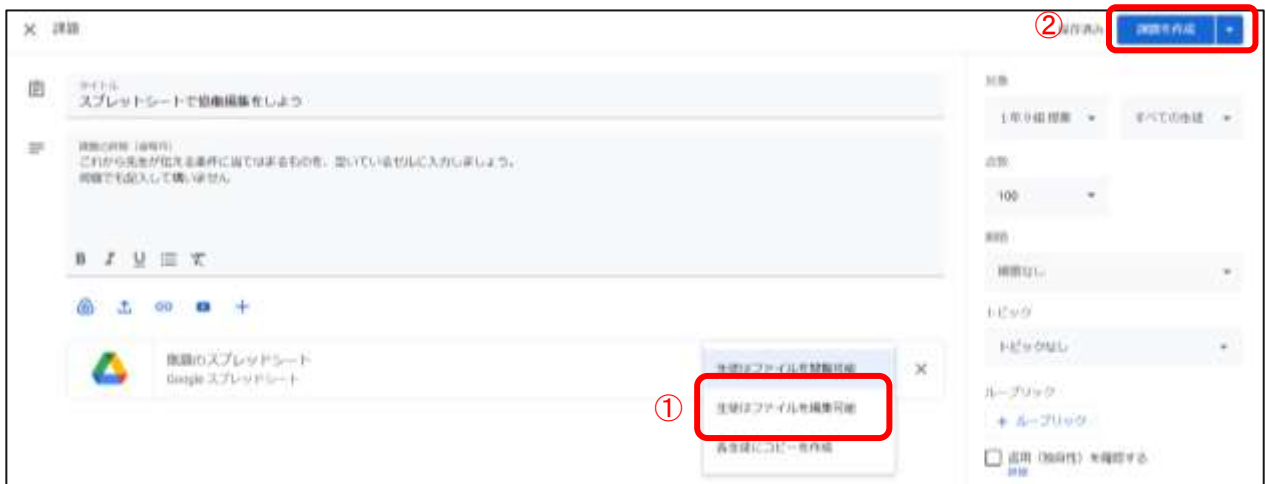 課題
②
保存済み
課題を作成
タイトル
スプレットシートで協働編集をしよう
課題の詳細（省略可）
これから先生が伝える条件に当てはまるものを、空いているセルに入力しましょう。
何個でも記入して構いません
B I U
無題のスプレッドシート
Google スプレッドシート
生徒はファイルを閲覧可能
①
生徒はファイルを編集可能
各生徒にコピーを作成
対象
すべての生徒
点数
100
期限
期限なし
トピック
トピックなし
ルーブリック
+ ルーブリック
盗用（独自性）を確認する
詳細